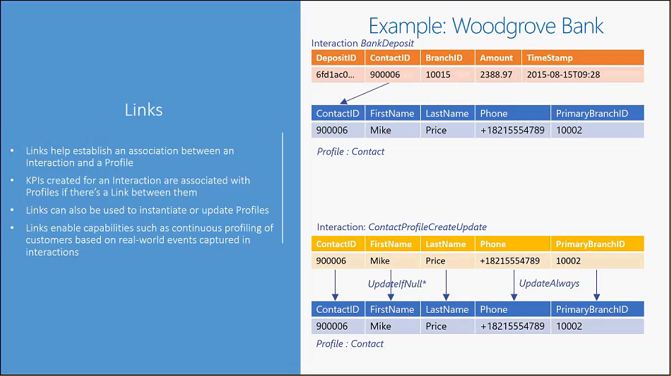 Links
• Links help establish an association between an
Interaction and a Profile
• KPIs created for an Interaction are associated with
Profiles if there's a Link between them
• Links can also be used to instantiate or update Profiles
• Links enable capabilities such as continuous profiling of
customers based on real-world events captured in
interactions
Example: Woodgrove Bank
Interaction BankDeposit
DepositID ContactID BranchID Amount TimeStamp
6fd1ac0... 900006 10015 2388.97 2015-08-15T09:28
ContactID FirstName LastName Phone PrimaryBranchID
900006 Mike Price +18215554789 10002
Profile : Contact
Interaction: ContactProfileCreateUpdate
ContactID FirstName LastName Phone PrimaryBranchID
900006 Mike Price +18215554789 10002
UpdateIfNull* UpdateAlways
ContactID FirstName LastName Phone PrimaryBranchID
900006 Mike Price +18215554789 10002
Profile : Contact